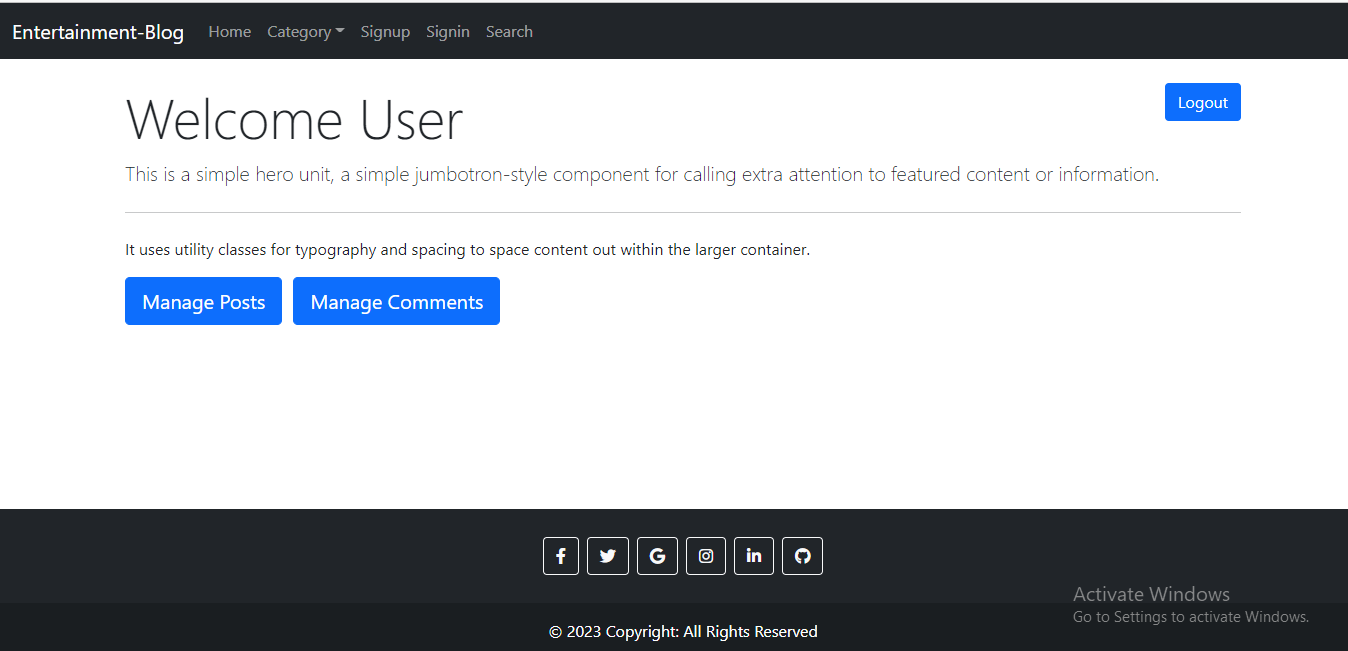 Entertainment-Blog Home Category Signup Signin Search
Welcome User
Logout
This is a simple hero unit, a simple jumbotron-style component for calling extra attention to featured content or information.
It uses utility classes for typography and spacing to space content out within the larger container.
Manage Posts Manage Comments
Activate Windows
Go to Settings to activate Windows.
© 2023 Copyright: All Rights Reserved